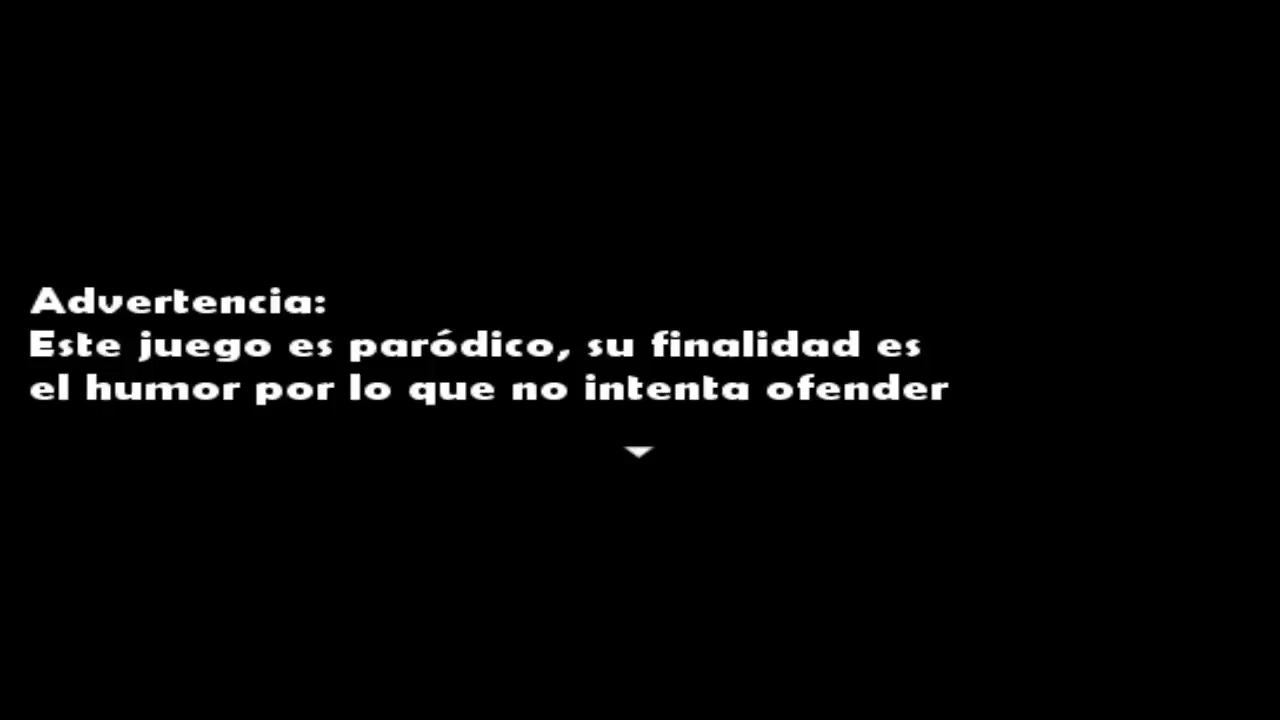 Advertencia:
Este juego es paródico, su finalidad es
el humor por lo que no intenta ofender